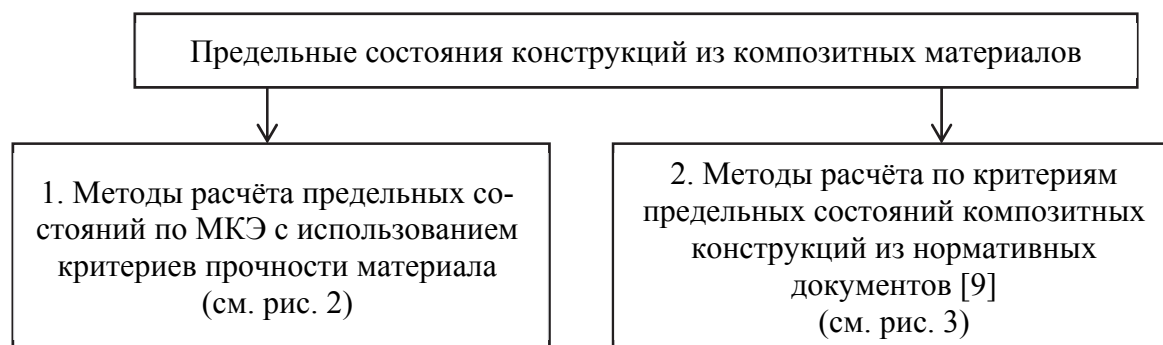 Предельные состояния конструкций из композитных материалов
1. Методы расчёта предельных со-
стояний по МКЭ с использованием
критериев прочности материала
(см. рис. 2)
2. Методы расчёта по критериям
предельных состояний композитных
конструкций из нормативных
документов [9]
(см. рис. 3)